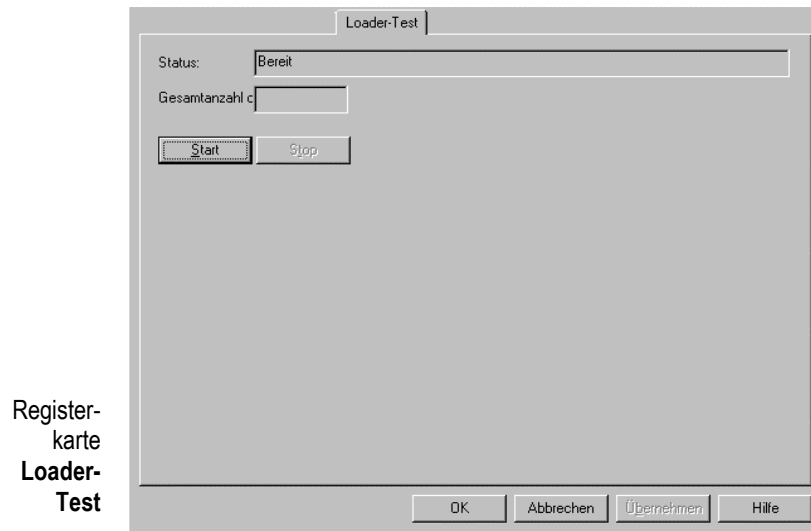 Loader-Test
Status: Bereit
Gesamtanzahl d
Start Stop
Register-
karte
Loader-
Test
OK Abbrechen Übernehmen Hilfe